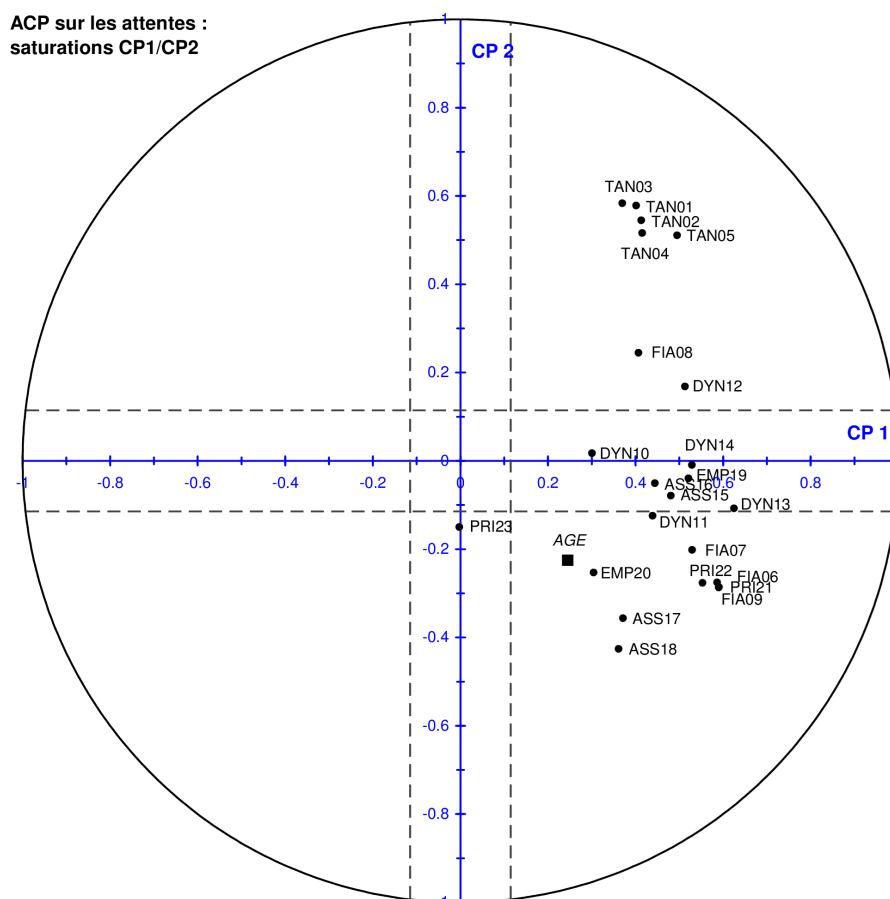 ACP sur les attentes :
saturations CP1/CP2
1
CP 2
0.8
TAN03
0.6
TAN01
TAN02
TAN05
TAN04
0.4
FIA08
0.2
DYN12
CP 1
DYN14
DYN10
0
EMP19
-1 -0.8 -0.6 -0.4 -0.2 0 0.2 0.4 0.6 0.8
ASS16
ASS15
DYN13
DYN11
PRI23
AGE
-0.2
FIA07
PRI22
EMP20
FIA06
PRI21
FIA09
ASS17
-0.4
ASS18
-0.6
-0.8
-1